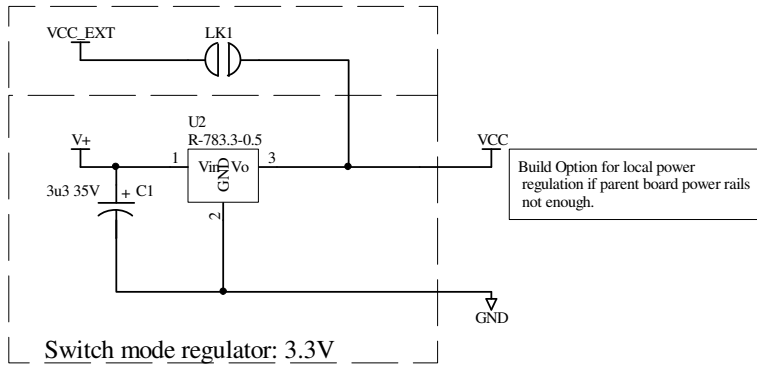 VCC_EXT
LK1
U2
R-783.3-0.5
V+
1
Vin
Vo
GND
3
2
3u3 35V
+
C1
VCC
Build Option for local power
regulation if parent board power rails
not enough.
GND
Switch mode regulator: 3.3V